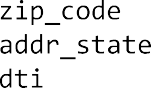 zip_code
addr_state
dti